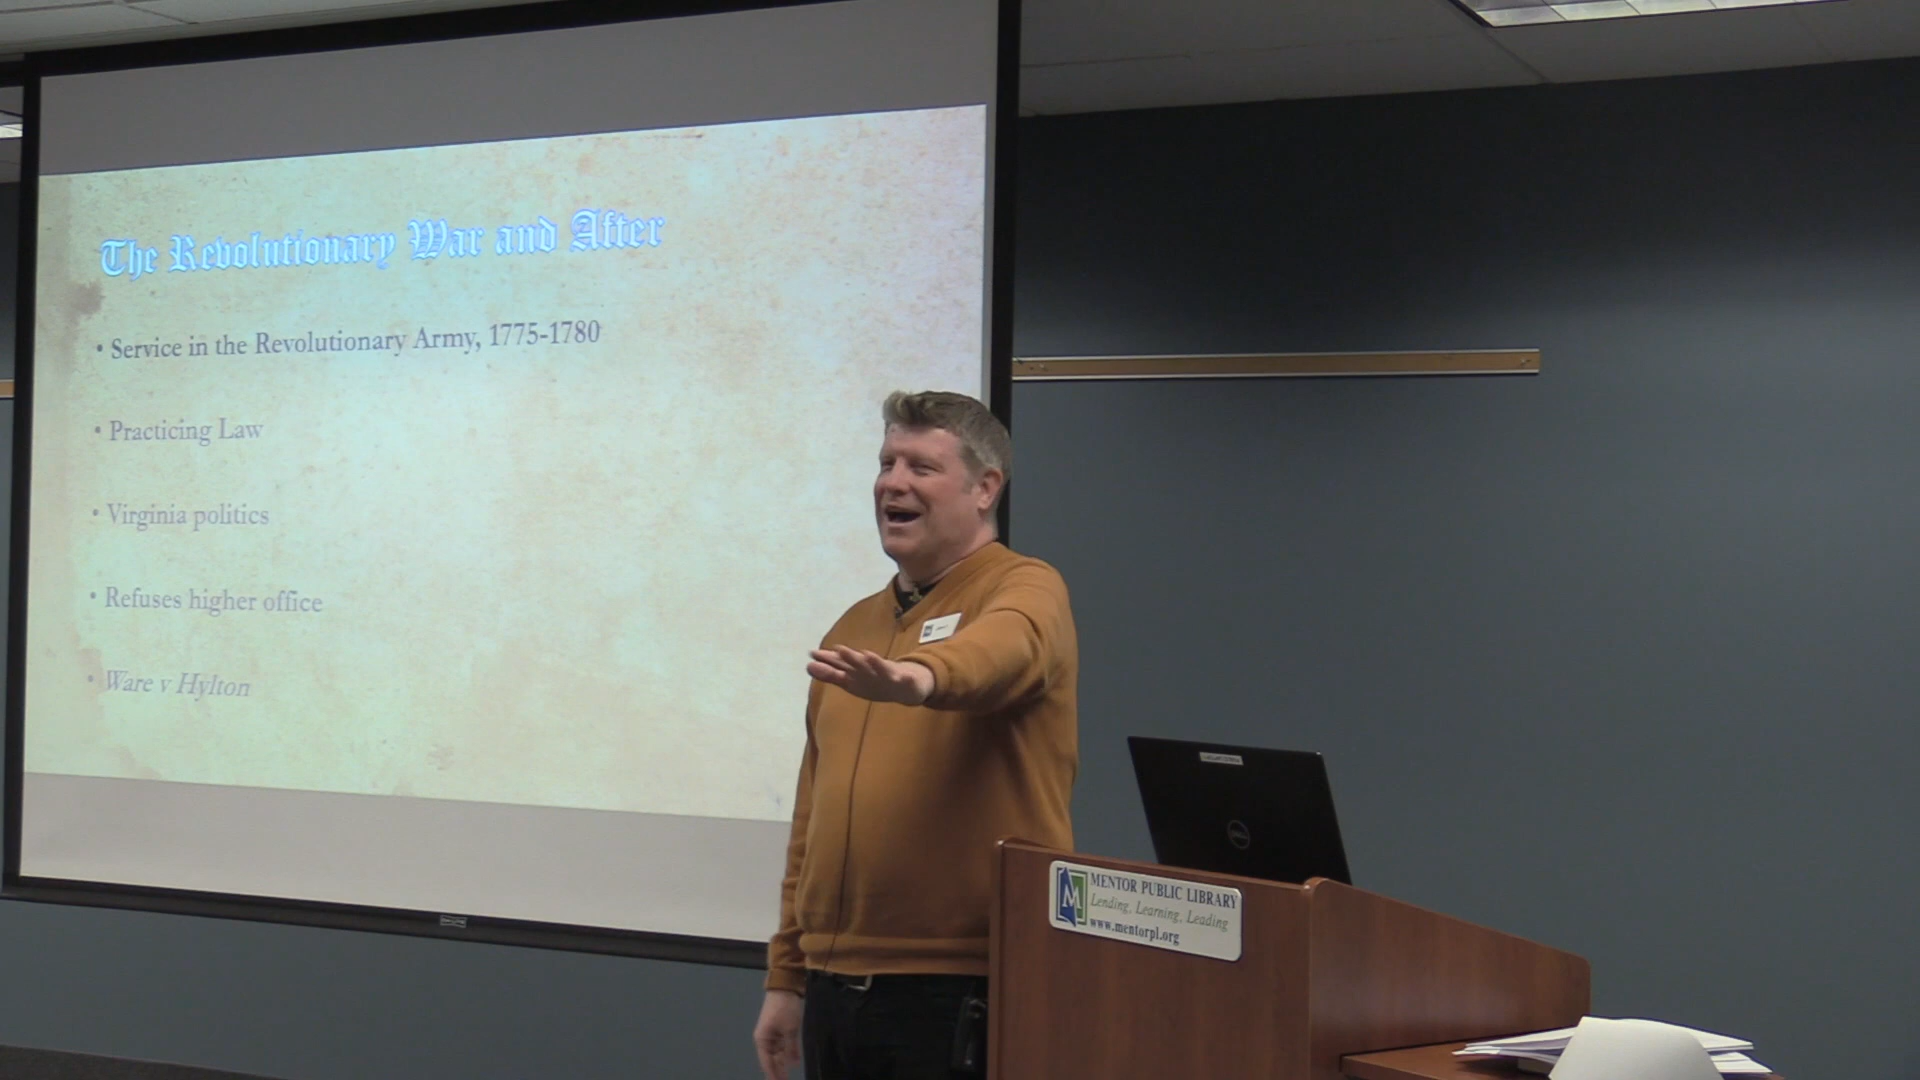 The Revolutionary War and After
• Service in the Revolutionary Army, 1775-1780
• Practicing Law
• Virginia politics
• Refuses higher office
• Ware v Hylton
DELL
MENTOR PUBLIC LIBRARY
Lending, Learning, Leading
www.mentorpl.org
M